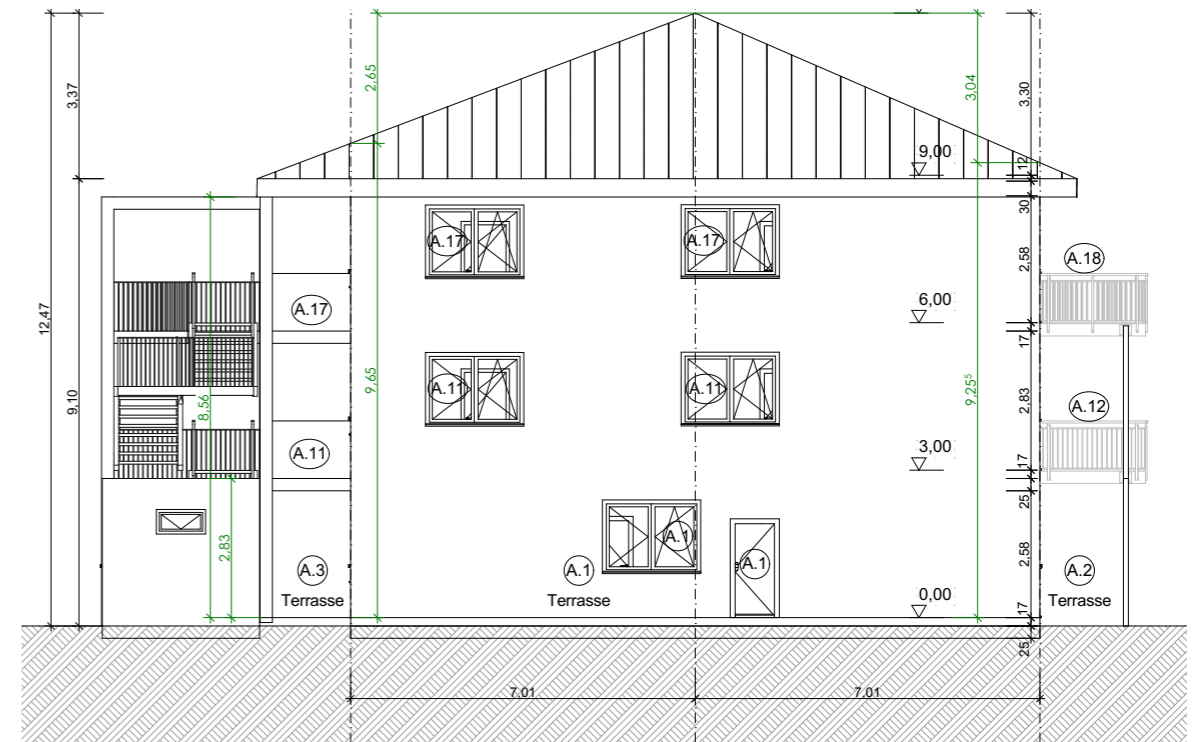 2,65
3,04
3,37
3,30
9,00
12
30
A.17
A.17
2,58
A.18
A.17
6,00
12,47
17
9,65
9,25⁵
9,10
8,56
A.11
A.11
2,83
A.12
A.11
3,00
17
25
2,83
A.1
2,58
A.3
A.1
A.1
A.2
Terrasse
Terrasse
0,00
Terrasse
17
25
7,01
7,01